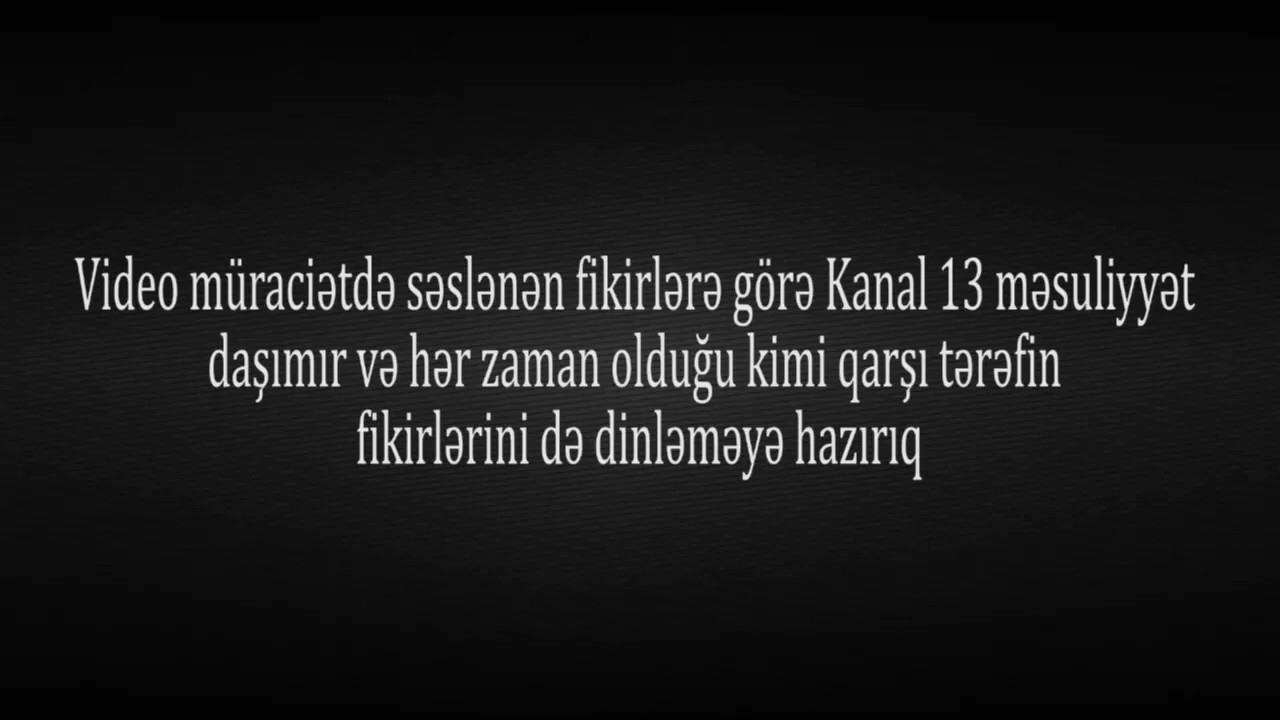 Video müraciətdə səslənən fikirlərə görə Kanal 13 məsuliyyət
daşımır və hər zaman olduğu kimi qarşı tərəfin
fikirlərini də dinləməyə hazırıq